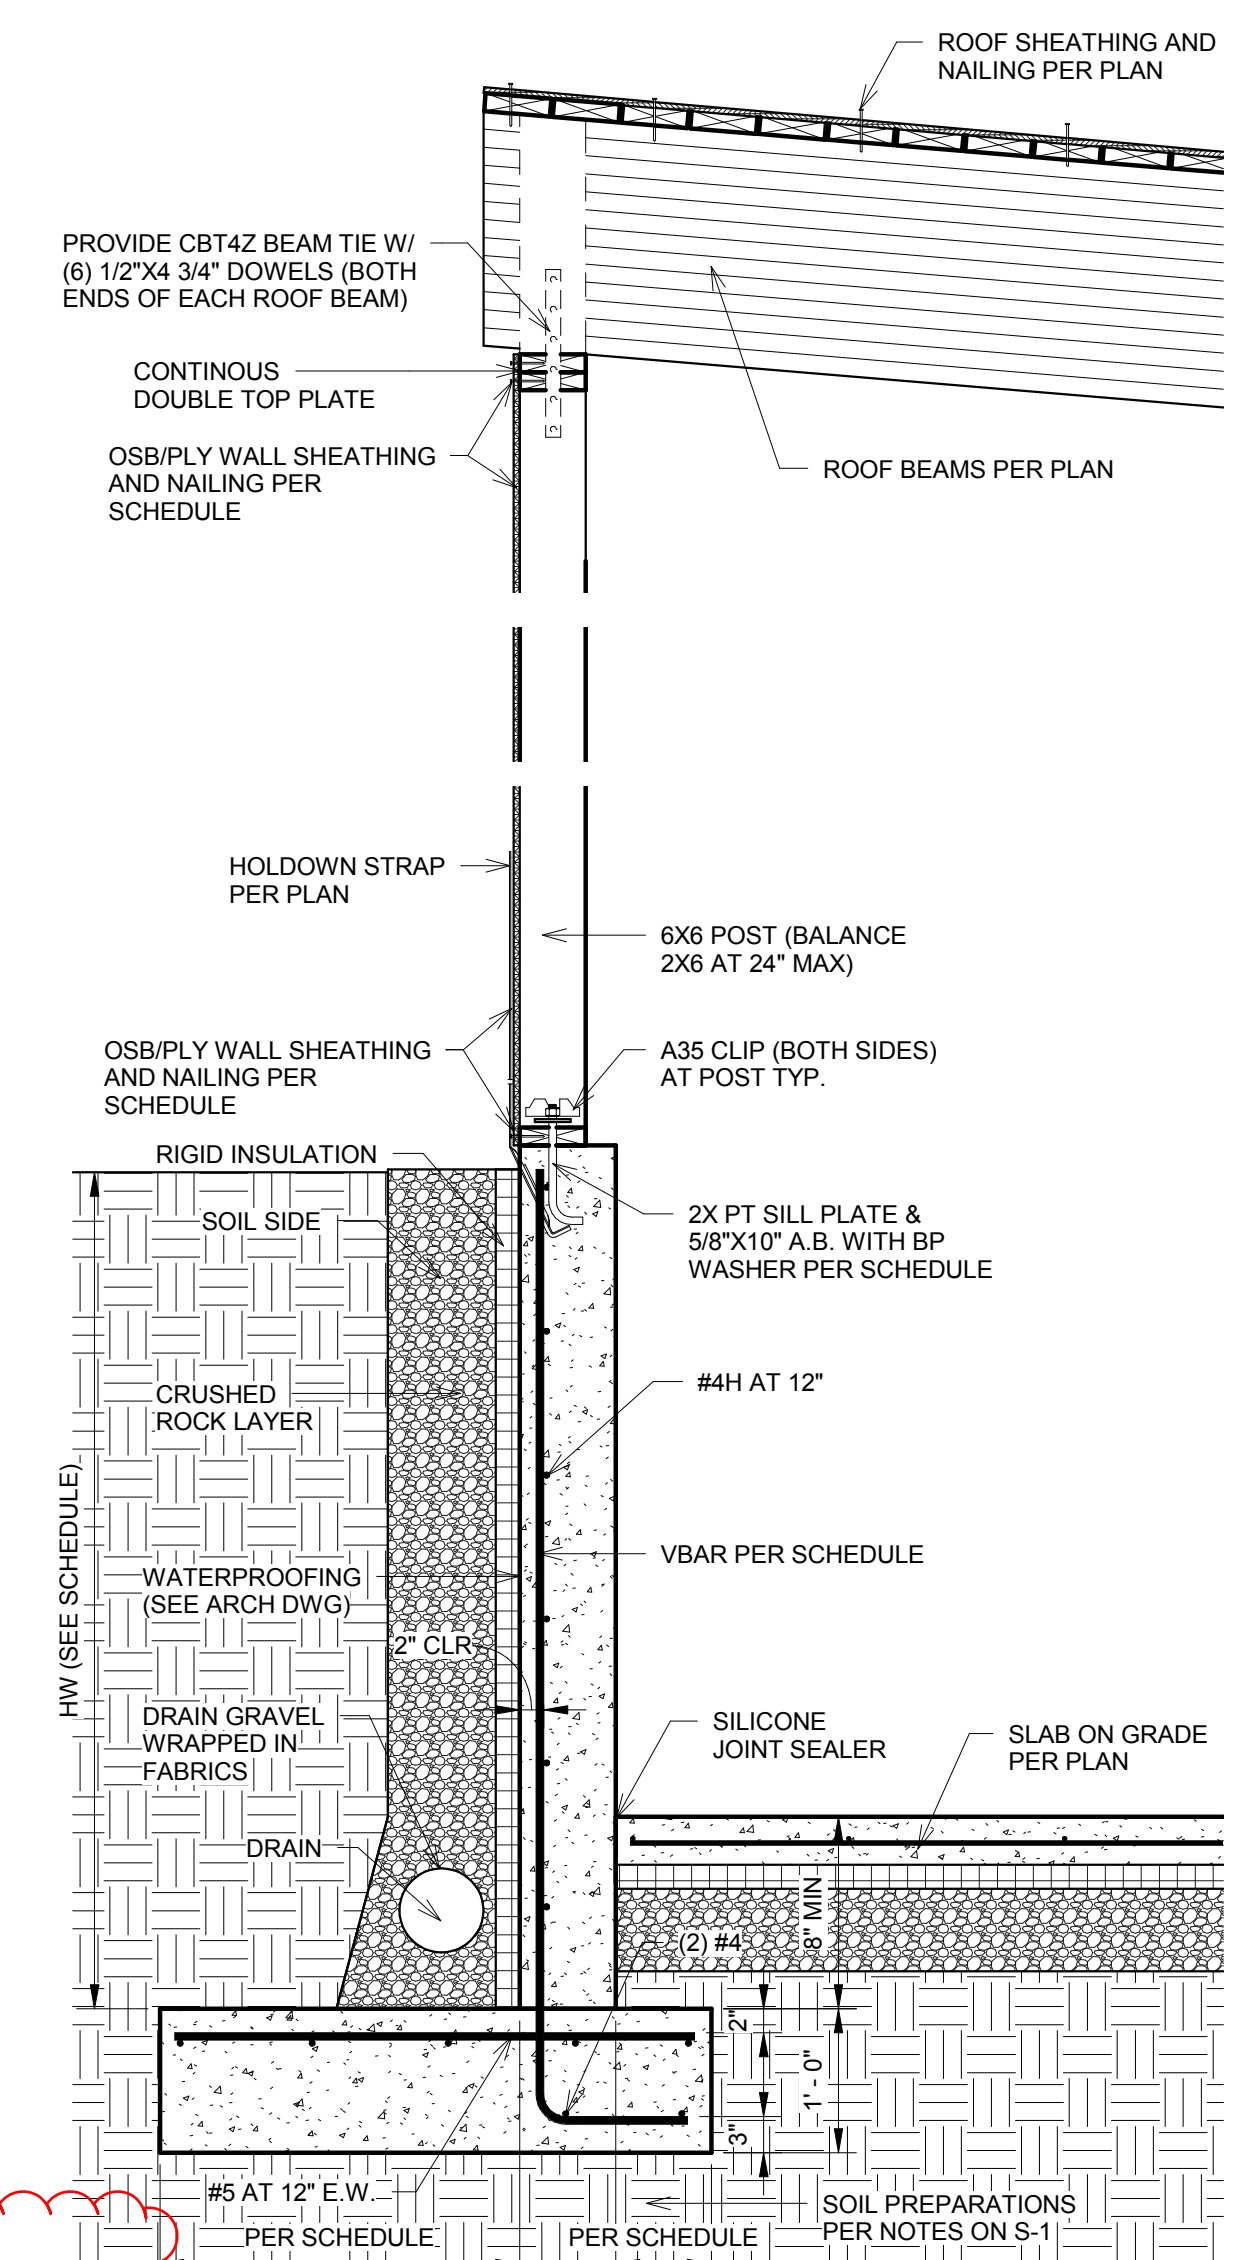 ROOF SHEATHING AND
NAILING PER PLAN
PROVIDE CBT4Z BEAM TIE W/
(6) 1/2"X4 3/4" DOWELS (BOTH
ENDS OF EACH ROOF BEAM)
CONTINOUS
DOUBLE TOP PLATE
OSB/PLY WALL SHEATHING
AND NAILING PER
SCHEDULE
ROOF BEAMS PER PLAN
HOLDOWN STRAP
PER PLAN
6X6 POST (BALANCE
2X6 AT 24" MAX)
OSB/PLY WALL SHEATHING
AND NAILING PER
SCHEDULE
A35 CLIP (BOTH SIDES)
AT POST TYP.
RIGID INSULATION
SOIL SIDE
2X PT SILL PLATE &
5/8"X10" A.B. WITH BP
WASHER PER SCHEDULE
CRUSHED
ROCK LAYER
#4H AT 12"
HW (SEE SCHEDULE)
VBAR PER SCHEDULE
WATERPROOFING
(SEE ARCH DWG)
2" CLR
DRAIN GRAVEL
WRAPPED IN
FABRICS
SILICONE
JOINT SEALER
SLAB ON GRADE
PER PLAN
DRAIN
8" MIN
(2) #4
2"
1' - 0"
3"
#5 AT 12" E.W.
SOIL PREPARATIONS
PER NOTES ON S-1
PER SCHEDULE
PER SCHEDULE